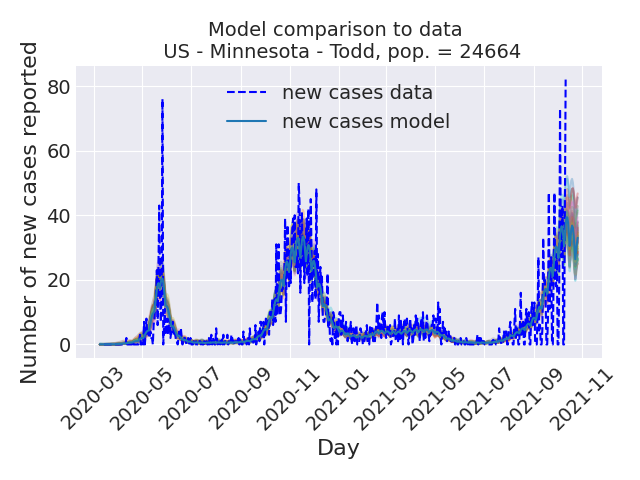 Model comparison to data
US - Minnesota - Todd, pop. = 24664
new cases data
new cases model
Number of new cases reported
80
60
40
20
0
2020-03
2020-05
2020-07
2020-09
2020-11
2021-01
2021-03
2021-05
2021-07
2021-09
2021-11
Day